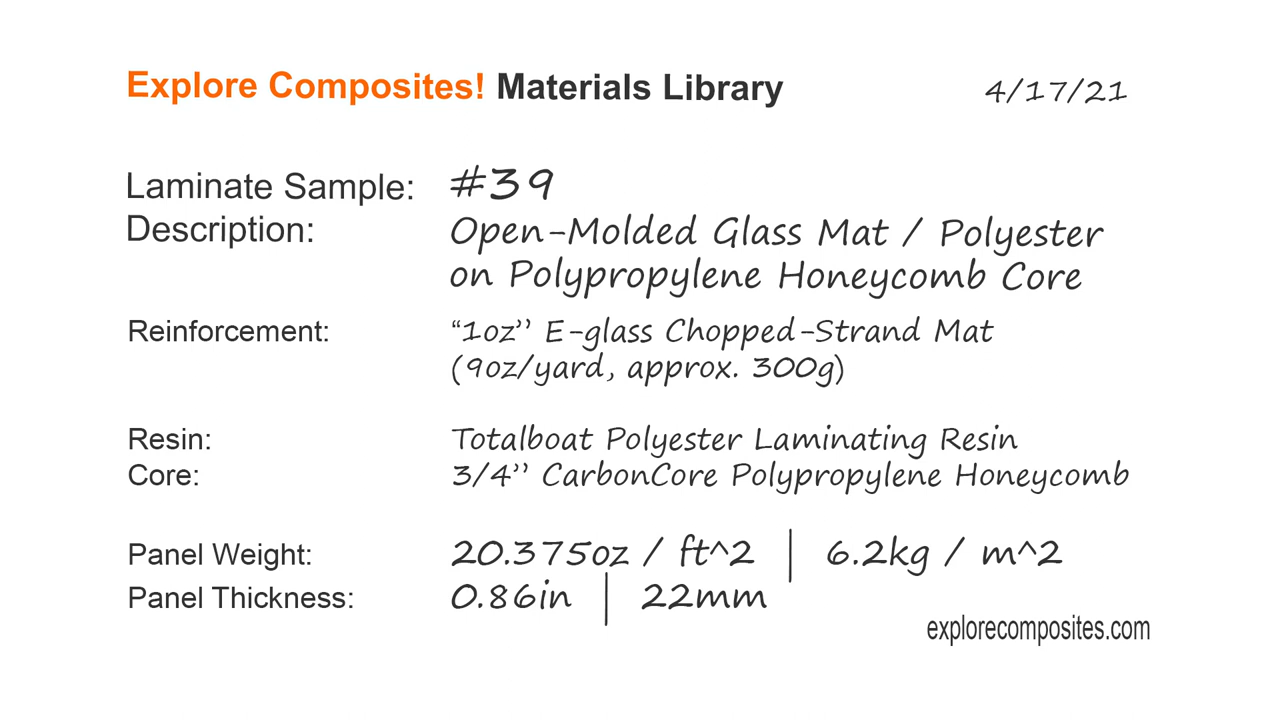 Explore Composites! Materials Library 4/17/21
Laminate Sample: #39
Description: Open-Molded Glass Mat / Polyester
on Polypropylene Honeycomb Core
Reinforcement: “1oz” E-glass Chopped-Strand Mat
(9oz/yard, approx. 300g)
Resin: Totalboat Polyester Laminating Resin
Core: 3/4” CarbonCore Polypropylene Honeycomb
Panel Weight: 20.375oz / ft^2 | 6.2kg / m^2
Panel Thickness: 0.86in | 22mm
explorecomposites.com